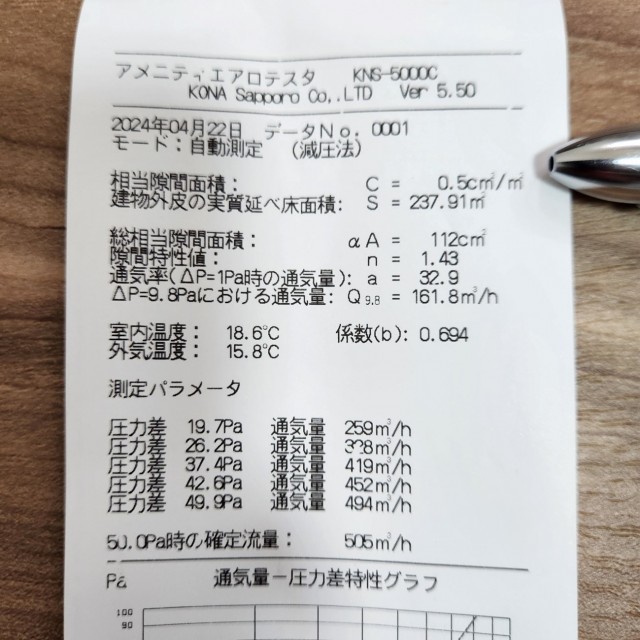 アメニティエアロテスタ KNS-5000C
KONA Sapporo Co,.LTD Ver 5.50
2024年04月22日 データNo. 0001
モード：自動測定 （減圧法）
相当隙間面積： C = 0.5c㎡/㎡
建物外皮の実質延べ床面積： S = 237.91㎡
総相当隙間面積： αA = 112c㎡
隙間特性値： n = 1.43
通気率(ΔP=1Pa時の通気量)： a = 32.9
ΔP=9.8Paにおける通気量： Q9.8 = 161.8㎥/h
室内温度： 18.6℃ 係数(b)： 0.694
外気温度： 15.8℃
測定パラメータ
圧力差 19.7Pa 通気量 259㎥/h
圧力差 26.2Pa 通気量 328㎥/h
圧力差 37.4Pa 通気量 419㎥/h
圧力差 42.6Pa 通気量 452㎥/h
圧力差 49.9Pa 通気量 494㎥/h
50.0Pa時の確定流量： 505㎥/h
Pa 通気量－圧力差特性グラフ
100
90